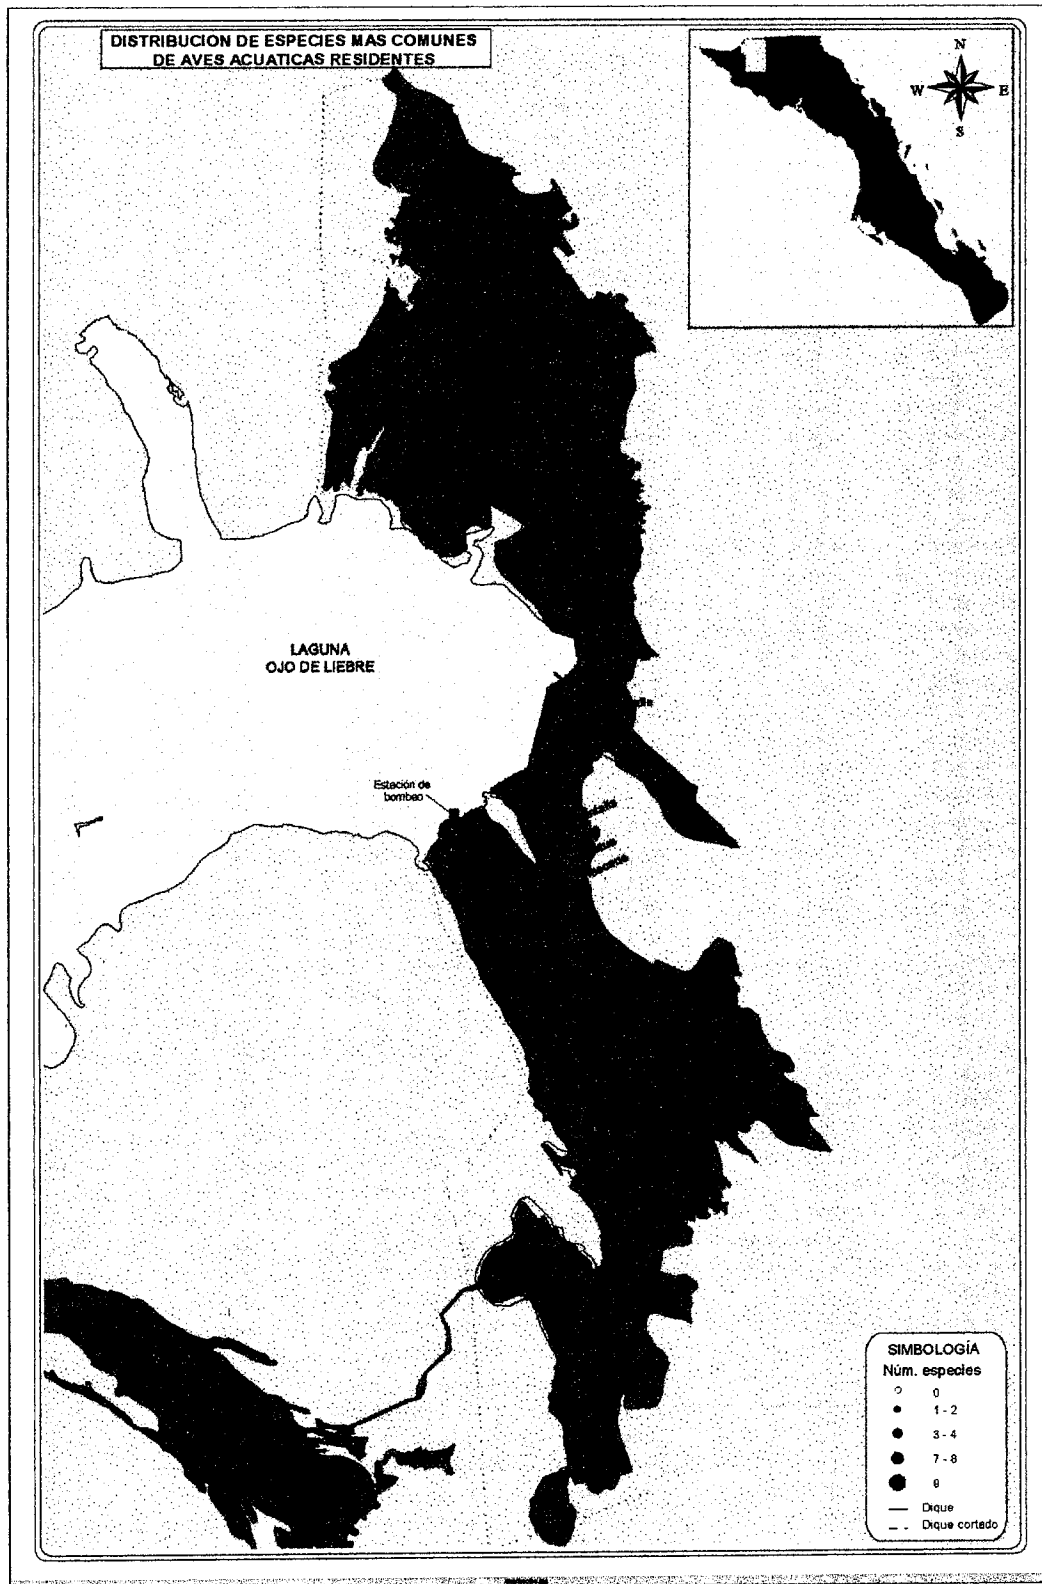 DISTRIBUCION DE ESPECIES MAS COMUNES
DE AVES ACUATICAS RESIDENTES
N
W E
S
LAGUNA
OJO DE LIEBRE
Estación de
bombeo
SIMBOLOGÍA
Núm. especies
0
1 - 2
3 - 4
7 - 8
9
Dique
Dique cortado